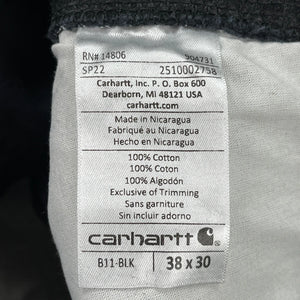 RN# 14806 904731
SP22 2510002758
Carhartt, Inc. P.O. Box 600
Dearborn, MI 48121 USA
carhartt.com
Made in Nicaragua
Fabriqué au Nicaragua
Hecho en Nicaragua
100% Cotton
100% Coton
100% Algodón
Exclusive of Trimming
Sans garniture
Sin incluir adorno
carhartt
B11-BLK 38 x 30